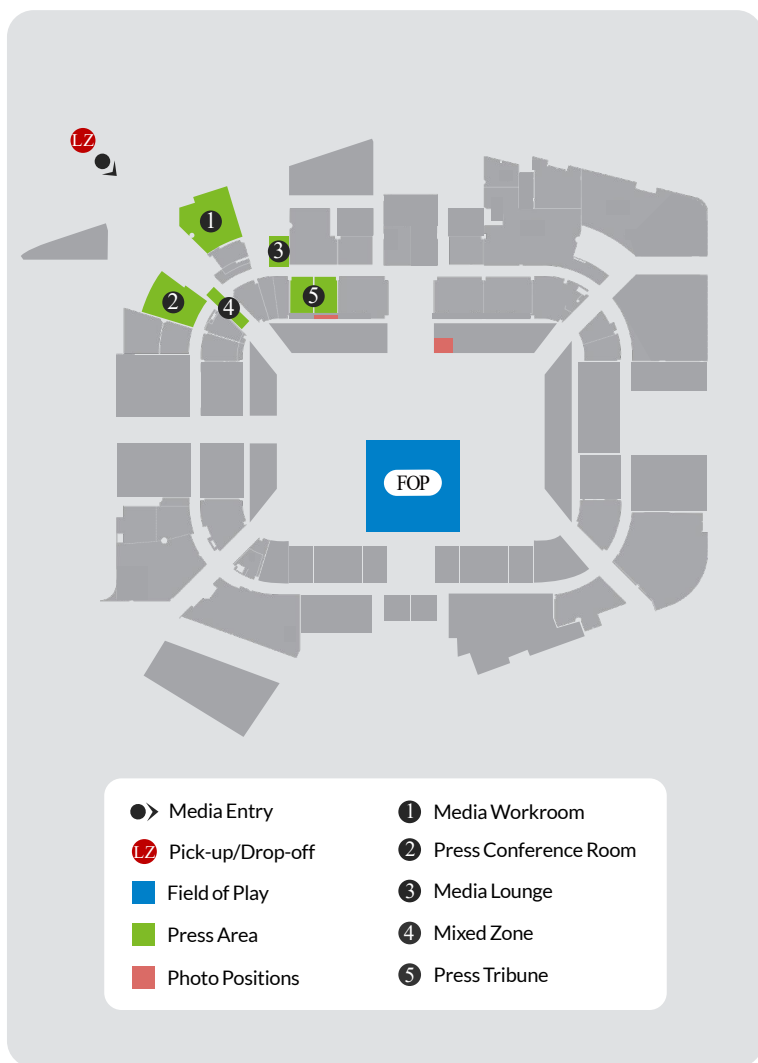 LZ
1
3
2
4
5
FOP
Media Entry
LZ Pick-up/Drop-off
Field of Play
Press Area
Photo Positions
1 Media Workroom
2 Press Conference Room
3 Media Lounge
4 Mixed Zone
5 Press Tribune